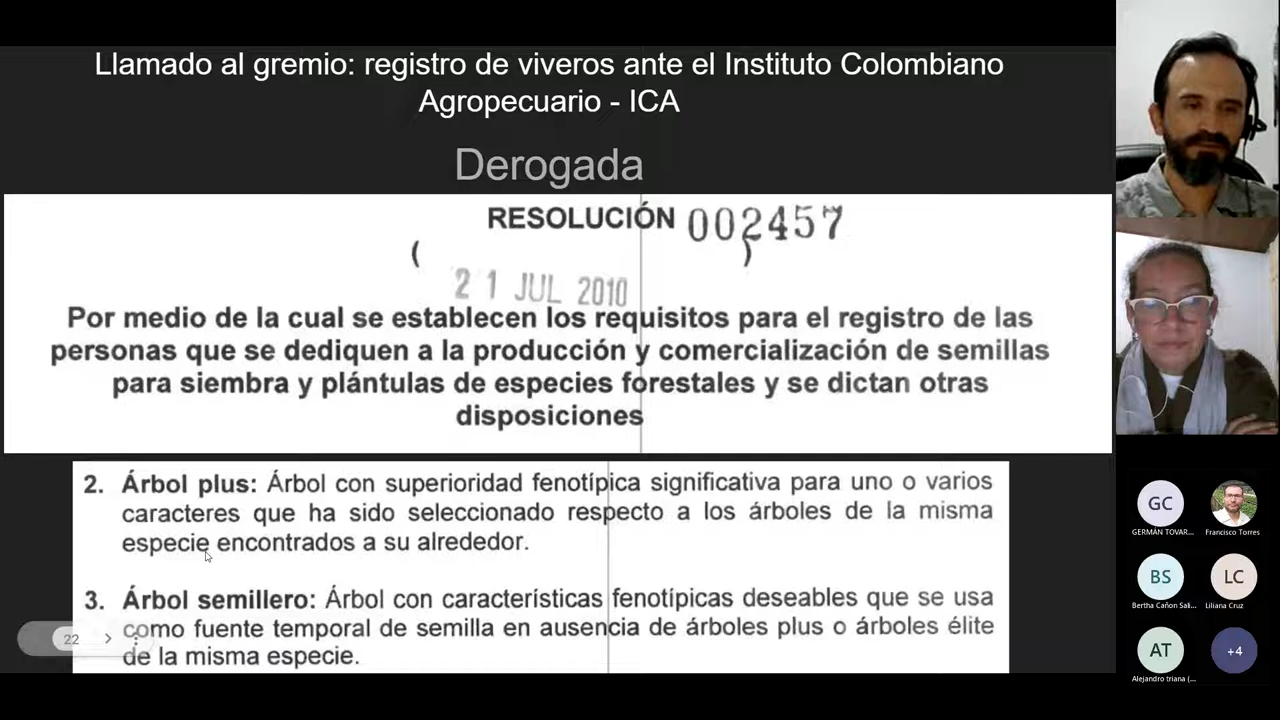 Llamado al gremio: registro de viveros ante el Instituto Colombiano
Agropecuario - ICA
Derogada
RESOLUCIÓN 002457
( )
21 JUL 2010
Por medio de la cual se establecen los requisitos para el registro de las
personas que se dediquen a la producción y comercialización de semillas
para siembra y plántulas de especies forestales y se dictan otras
disposiciones
2. Árbol plus: Árbol con superioridad fenotípica significativa para uno o varios
caracteres que ha sido seleccionado respecto a los árboles de la misma
especie encontrados a su alrededor.
3. Árbol semillero: Árbol con características fenotípicas deseables que se usa
como fuente temporal de semilla en ausencia de árboles plus o árboles élite
de la misma especie.
22
GC
GERMÁN TOVAR...
Francisco Torres
BS
Bertha Cañon Sali...
LC
Liliana Cruz
AT
Alejandro triana (...
+4